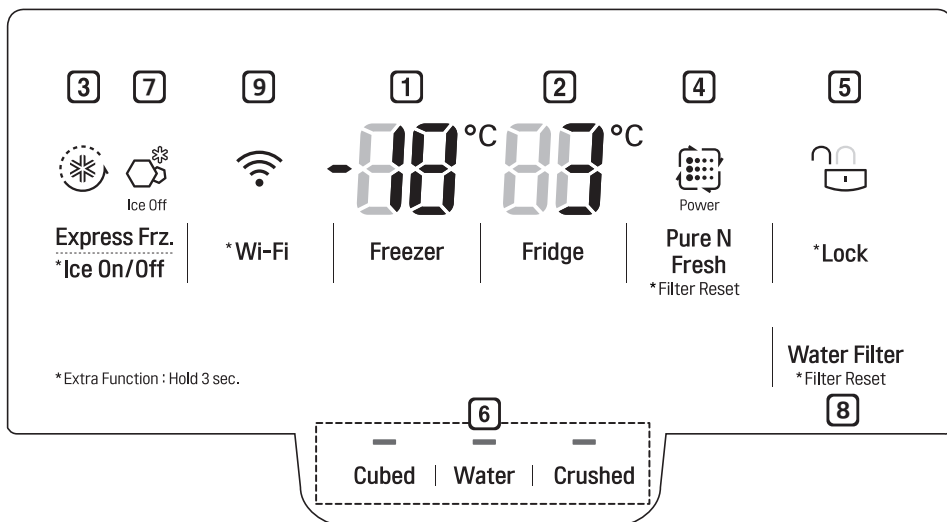 3 7 9 1 2 4 5
-18 °C 3 °C
Ice Off Power
Express Frz.
*Ice On/Off
*Wi-Fi
Freezer
Fridge
Pure N
Fresh
*Filter Reset
*Lock
Water Filter
*Filter Reset
8
*Extra Function : Hold 3 sec.
6
Cubed | Water | Crushed